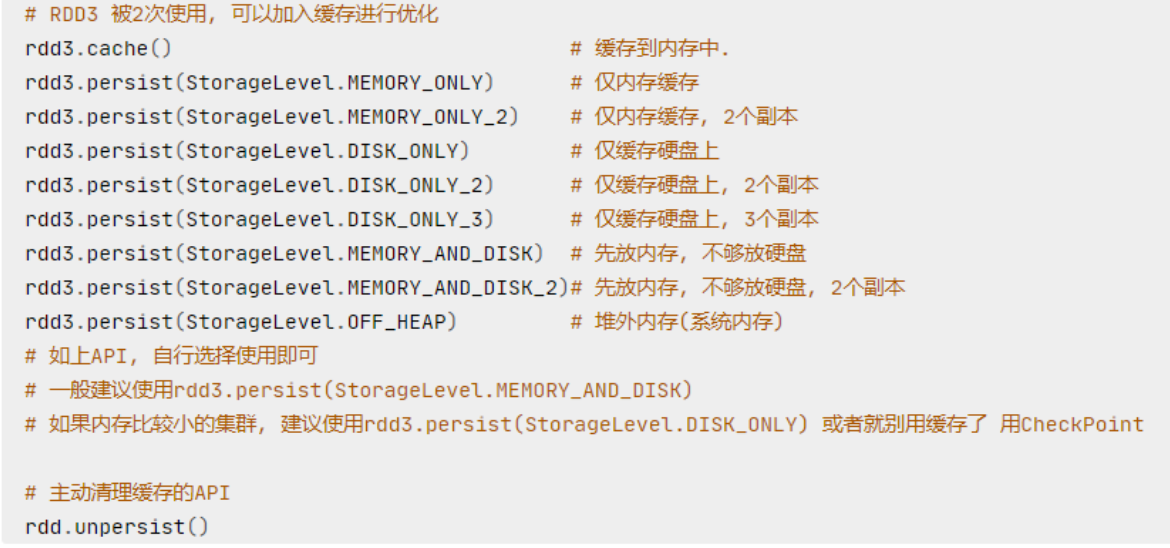 # RDD3 被2次使用, 可以加入缓存进行优化
rdd3.cache() # 缓存到内存中.
rdd3.persist(StorageLevel.MEMORY_ONLY) # 仅内存缓存
rdd3.persist(StorageLevel.MEMORY_ONLY_2) # 仅内存缓存, 2个副本
rdd3.persist(StorageLevel.DISK_ONLY) # 仅缓存硬盘上
rdd3.persist(StorageLevel.DISK_ONLY_2) # 仅缓存硬盘上, 2个副本
rdd3.persist(StorageLevel.DISK_ONLY_3) # 仅缓存硬盘上, 3个副本
rdd3.persist(StorageLevel.MEMORY_AND_DISK) # 先放内存, 不够放硬盘
rdd3.persist(StorageLevel.MEMORY_AND_DISK_2)# 先放内存, 不够放硬盘, 2个副本
rdd3.persist(StorageLevel.OFF_HEAP) # 堆外内存(系统内存)
# 如上API, 自行选择使用即可
# 一般建议使用rdd3.persist(StorageLevel.MEMORY_AND_DISK)
# 如果内存比较小的集群, 建议使用rdd3.persist(StorageLevel.DISK_ONLY) 或者就别用缓存了 用CheckPoint
# 主动清理缓存的API
rdd.unpersist()